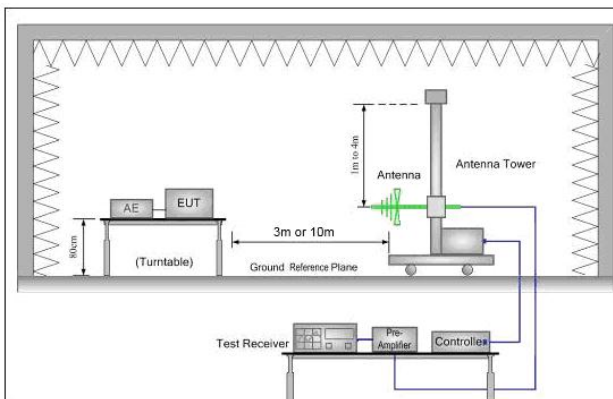 1m to 4m
Antenna
Antenna Tower
AE
EUT
3m or 10m
80cm
(Turntable)
Ground Reference Plane
Test Receiver
Pre-
Amplifier
Controller